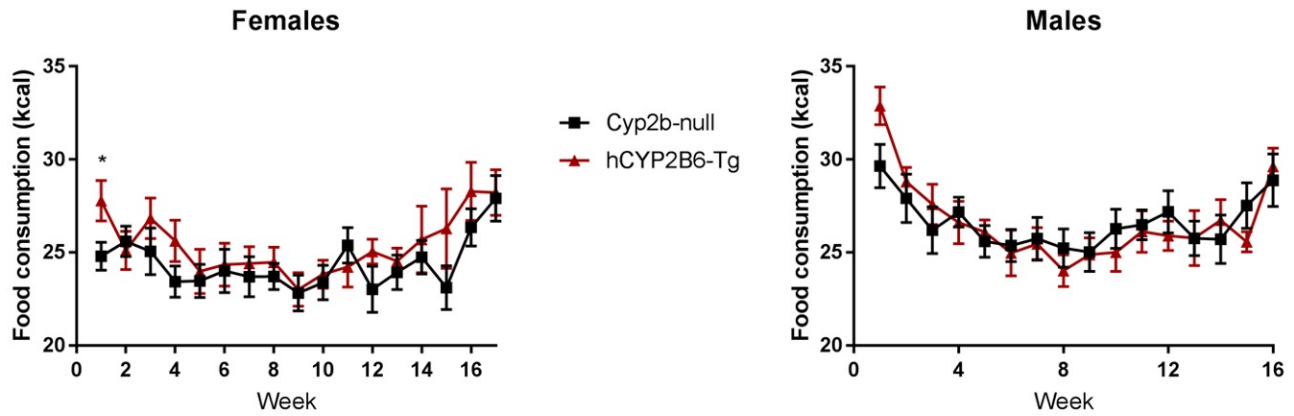 Females
Males
Food consumption (kcal)
35
30
25
20
*
0 2 4 6 8 10 12 14 16
Week
Cyp2b-null
hCYP2B6-Tg
Food consumption (kcal)
35
30
25
20
0 4 8 12 16
Week